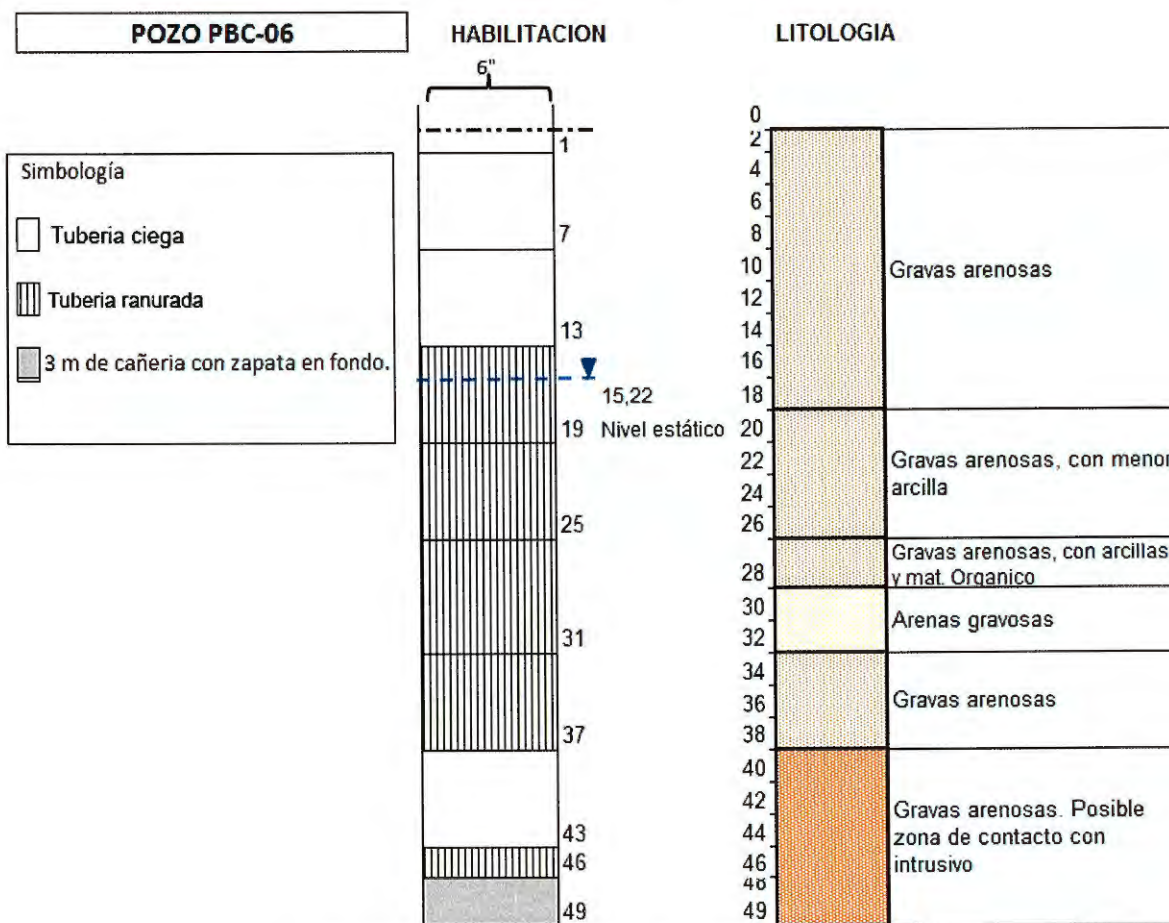 POZO PBC-06
HABILITACION
LITOLOGIA
6"
Simbología
Tuberia ciega
Tuberia ranurada
3 m de cañeria con zapata en fondo.
1
7
13
15,22
Nivel estático
19
25
31
37
43
46
49
0
2
4
6
8
10
12
14
16
18
20
22
24
26
28
30
32
34
36
38
40
42
44
46
48
49
Gravas arenosas
Gravas arenosas, con menor
arcilla
Gravas arenosas, con arcillas
y mat. Organico
Arenas gravosas
Gravas arenosas
Gravas arenosas. Posible
zona de contacto con
intrusivo